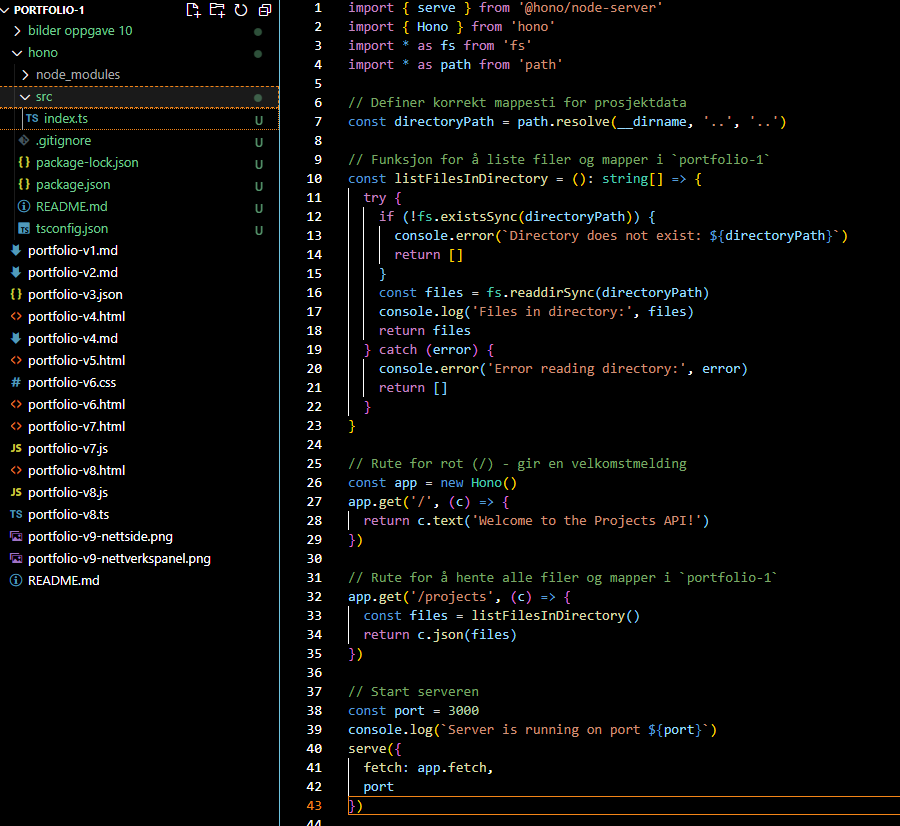 PORTFOLIO-1
bilder oppgave 10
hono
node_modules
src
TS index.ts U
.gitignore U
{} package-lock.json U
{} package.json U
README.md U
TS tsconfig.json U
portfolio-v1.md
portfolio-v2.md
{} portfolio-v3.json
<> portfolio-v4.html
portfolio-v4.md
<> portfolio-v5.html
# portfolio-v6.css
<> portfolio-v6.html
<> portfolio-v7.html
JS portfolio-v7.js
<> portfolio-v8.html
JS portfolio-v8.js
TS portfolio-v8.ts
portfolio-v9-nettside.png
portfolio-v9-nettverkspanel.png
README.md
1 import { serve } from '@hono/node-server'
2 import { Hono } from 'hono'
3 import * as fs from 'fs'
4 import * as path from 'path'
5
6 // Definer korrekt mappesti for prosjektdata
7 const directoryPath = path.resolve(__dirname, '..', '..')
8
9 // Funksjon for å liste filer og mapper i `portfolio-1`
10 const listFilesInDirectory = (): string[] => {
11 try {
12 if (!fs.existsSync(directoryPath)) {
13 console.error(`Directory does not exist: ${directoryPath}`)
14 return []
15 }
16 const files = fs.readdirSync(directoryPath)
17 console.log('Files in directory:', files)
18 return files
19 } catch (error) {
20 console.error('Error reading directory:', error)
21 return []
22 }
23 }
24
25 // Rute for rot (/) - gir en velkomstmelding
26 const app = new Hono()
27 app.get('/', (c) => {
28 return c.text('Welcome to the Projects API!')
29 })
30
31 // Rute for å hente alle filer og mapper i `portfolio-1`
32 app.get('/projects', (c) => {
33 const files = listFilesInDirectory()
34 return c.json(files)
35 })
36
37 // Start serveren
38 const port = 3000
39 console.log(`Server is running on port ${port}`)
40 serve({
41 fetch: app.fetch,
42 port
43 })
44